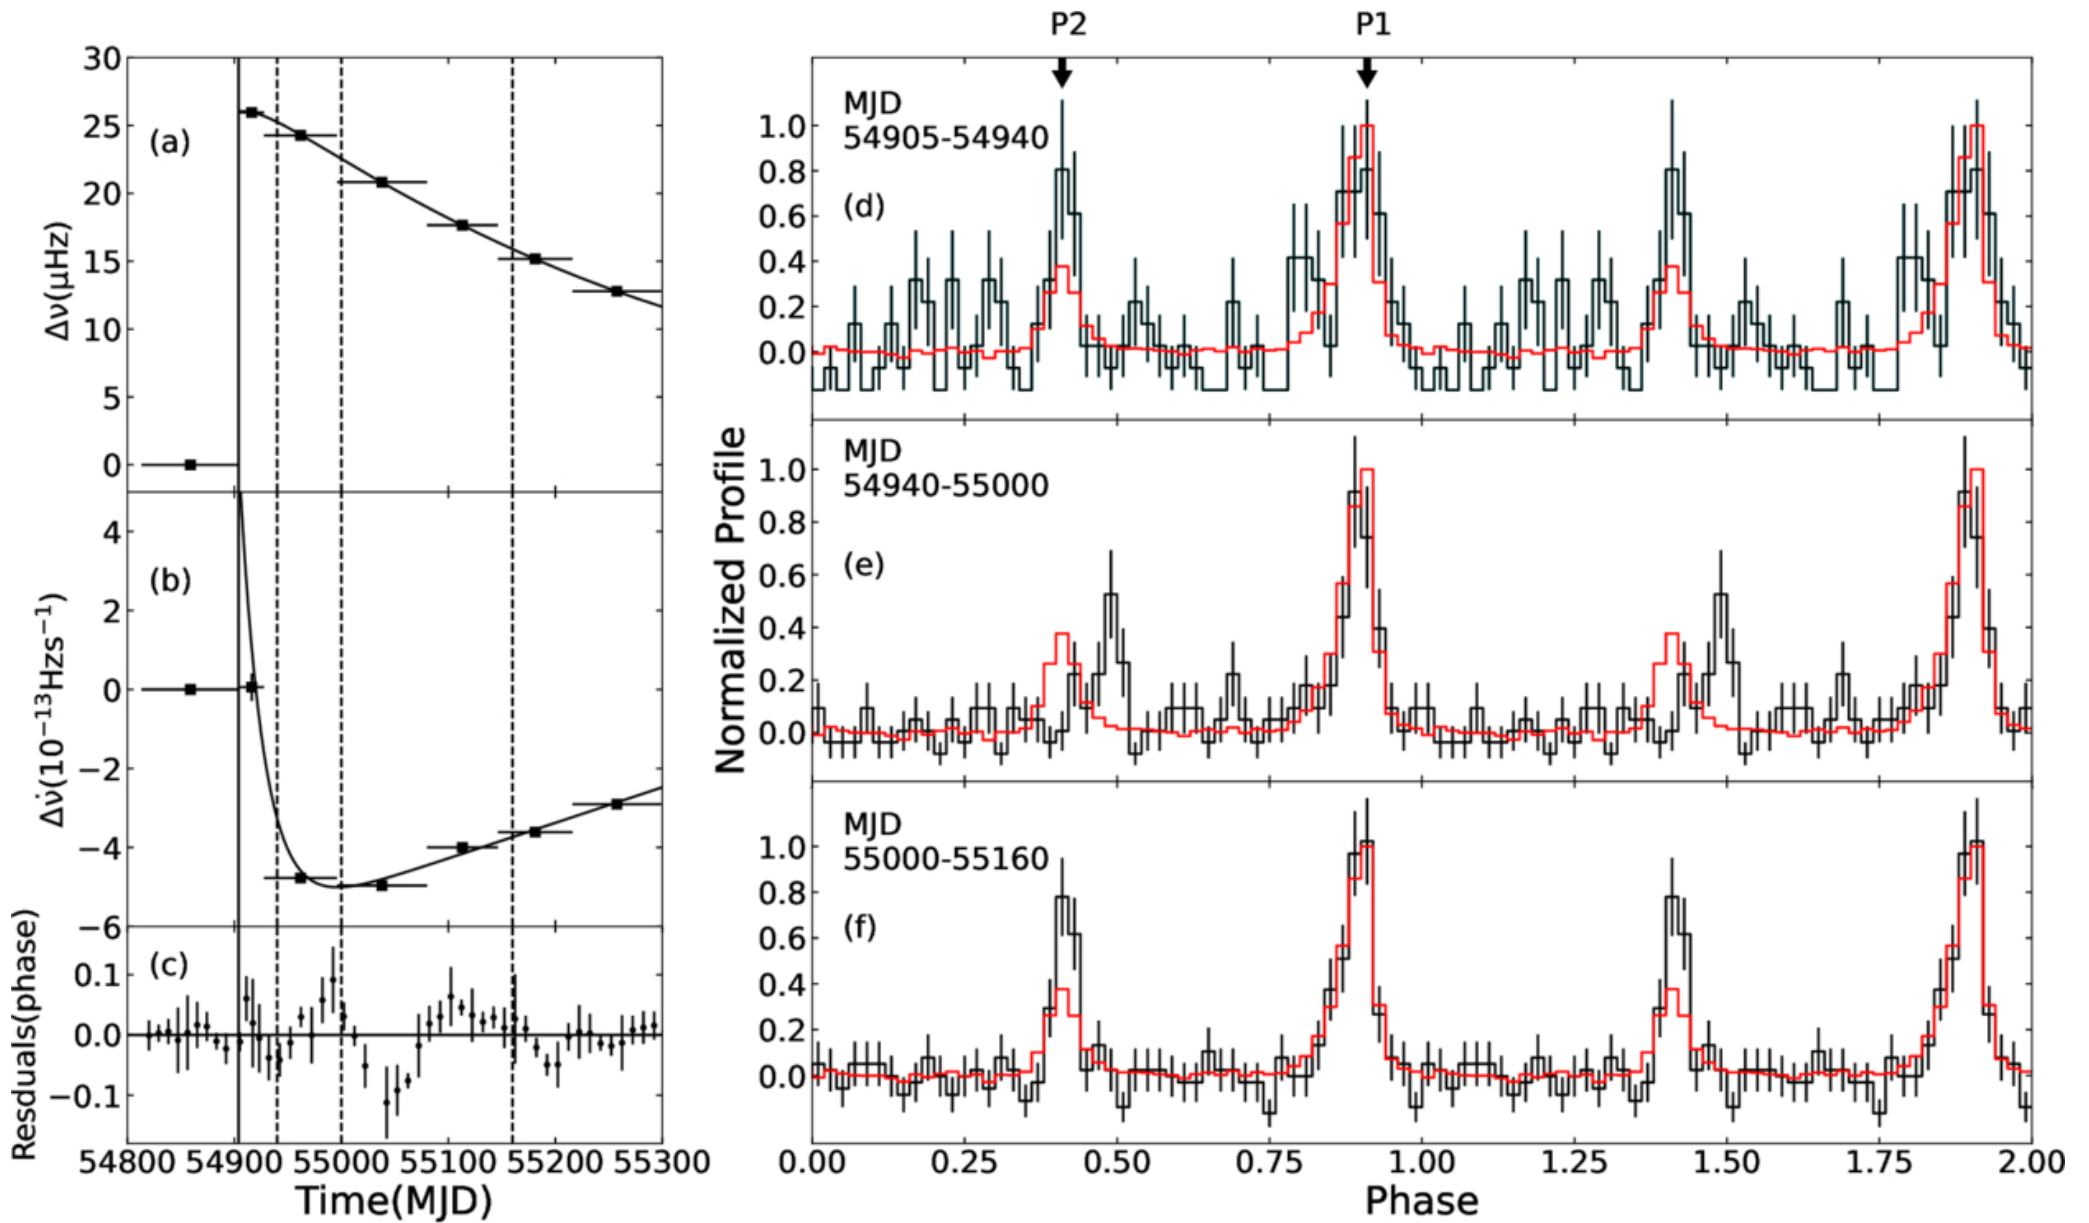 P2
P1
30
25
20
15
10
5
0
Δν(μHz)
(a)
4
2
0
−2
−4
−6
Δν̇(10⁻¹³Hzs⁻¹)
(b)
0.1
0.0
−0.1
Resduals(phase)
(c)
54800 54900 55000 55100 55200 55300
Time(MJD)
Normalized Profile
MJD
54905-54940
(d)
1.0
0.8
0.6
0.4
0.2
0.0
MJD
54940-55000
(e)
1.0
0.8
0.6
0.4
0.2
0.0
MJD
55000-55160
(f)
1.0
0.8
0.6
0.4
0.2
0.0
0.00 0.25 0.50 0.75 1.00 1.25 1.50 1.75 2.00
Phase